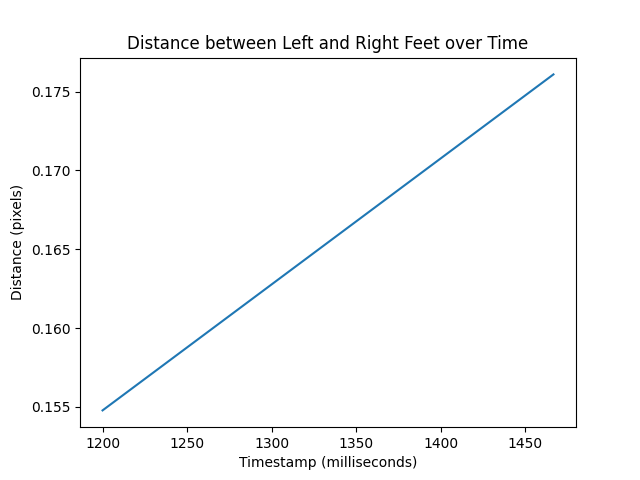 Distance between Left and Right Feet over Time
0.175
0.170
0.165
0.160
0.155
Distance (pixels)
1200 1250 1300 1350 1400 1450
Timestamp (milliseconds)